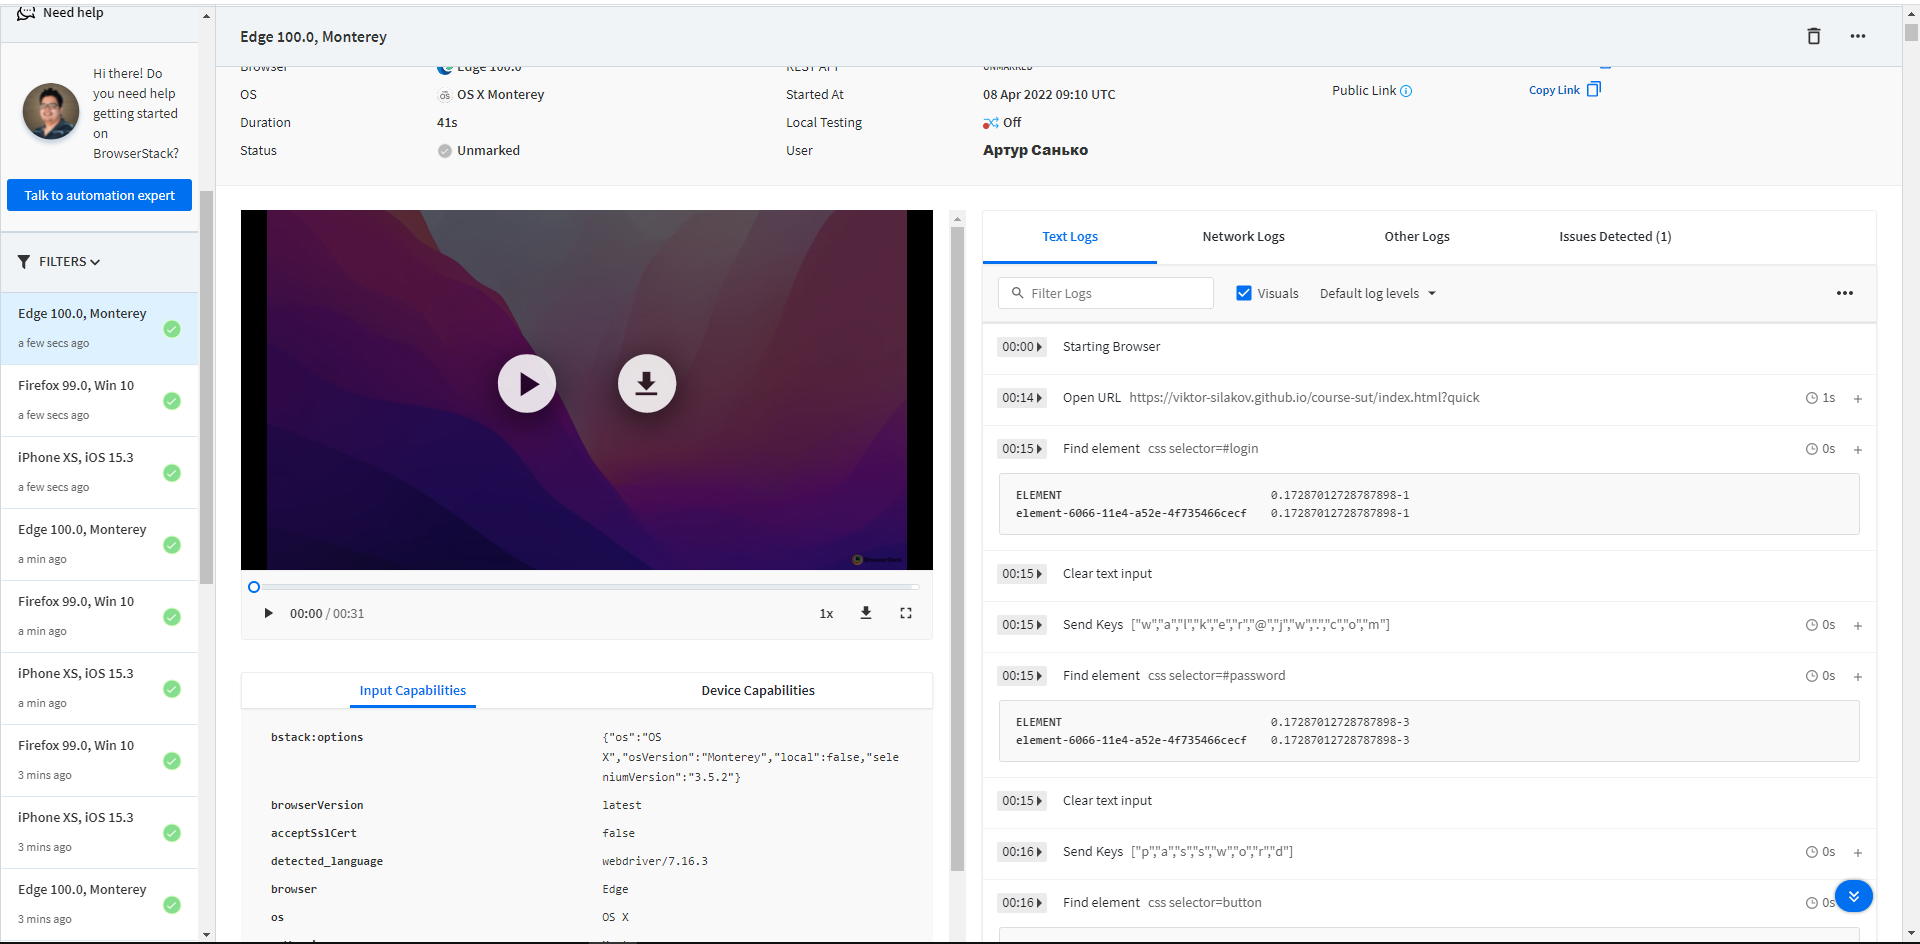 Need help
Hi there! Do
you need help
getting started
on
BrowserStack?
Talk to automation expert
FILTERS
Edge 100.0, Monterey
a few secs ago
Firefox 99.0, Win 10
a few secs ago
iPhone XS, iOS 15.3
a few secs ago
Edge 100.0, Monterey
a min ago
Firefox 99.0, Win 10
a min ago
iPhone XS, iOS 15.3
a min ago
Firefox 99.0, Win 10
3 mins ago
iPhone XS, iOS 15.3
3 mins ago
Edge 100.0, Monterey
3 mins ago
Edge 100.0, Monterey
Browser Edge 100.0 REST API UNMARKED
OS OS X Monterey Started At 08 Apr 2022 09:10 UTC Public Link Copy Link
Duration 41s Local Testing Off
Status Unmarked User Артур Санько
00:00 / 00:31 1x
Input Capabilities Device Capabilities
bstack:options {"os":"OS
X","osVersion":"Monterey","local":false,"sele
niumVersion":"3.5.2"}
browserVersion latest
acceptSslCert false
detected_language webdriver/7.16.3
browser Edge
os OS X
Text Logs Network Logs Other Logs Issues Detected (1)
Filter Logs Visuals Default log levels
00:00 Starting Browser
00:14 Open URL https://viktor-silakov.github.io/course-sut/index.html?quick 1s +
00:15 Find element css selector=#login 0s +
ELEMENT 0.17287012728787898-1
element-6066-11e4-a52e-4f735466cecf 0.17287012728787898-1
00:15 Clear text input
00:15 Send Keys ["w","a","l","k","e","r","@","j","w",".","c","o","m"] 0s +
00:15 Find element css selector=#password 0s +
ELEMENT 0.17287012728787898-3
element-6066-11e4-a52e-4f735466cecf 0.17287012728787898-3
00:15 Clear text input
00:16 Send Keys ["p","a","s","s","w","o","r","d"] 0s +
00:16 Find element css selector=button 0s